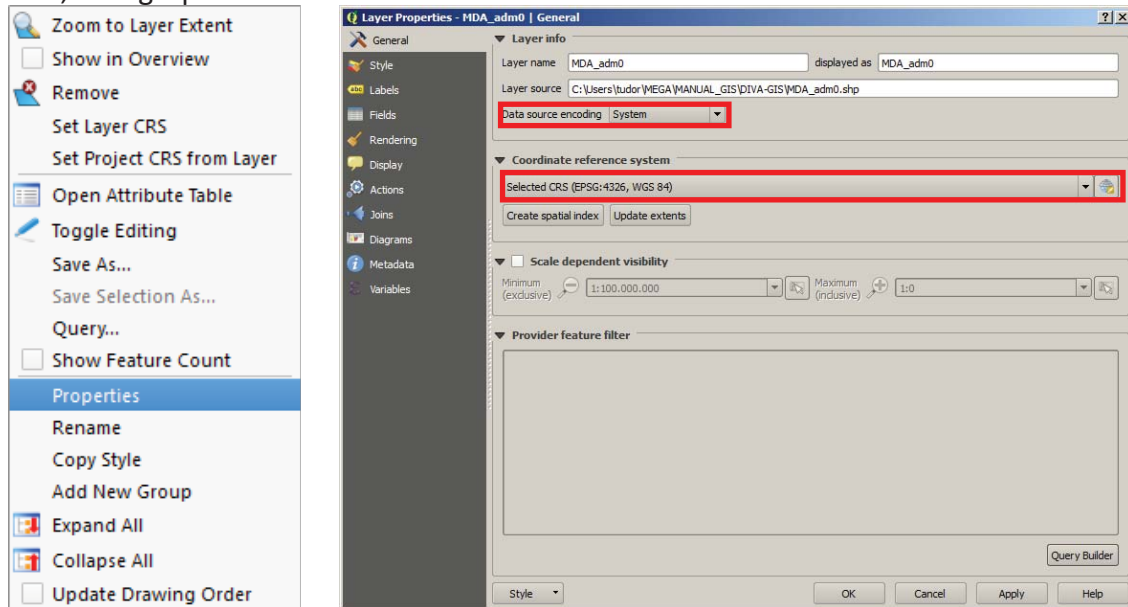 Zoom to Layer Extent
Show in Overview
Remove
Set Layer CRS
Set Project CRS from Layer
Open Attribute Table
Toggle Editing
Save As...
Save Selection As...
Query...
Show Feature Count
Properties
Rename
Copy Style
Add New Group
Expand All
Collapse All
Update Drawing Order
Layer Properties - MDA_adm0 | General
General
Style
Labels
Fields
Rendering
Display
Actions
Joins
Diagrams
Metadata
Variables
Layer info
Layer name MDA_adm0 displayed as MDA_adm0
Layer source C:\Users\tudor\MEGA\MANUAL_GIS\DIVA-GIS\MDA_adm0.shp
Data source encoding System
Coordinate reference system
Selected CRS (EPSG:4326, WGS 84)
Create spatial index Update extents
Scale dependent visibility
Minimum (exclusive) 1:100.000.000 Maximum (inclusive) 1:0
Provider feature filter
Query Builder
Style OK Cancel Apply Help